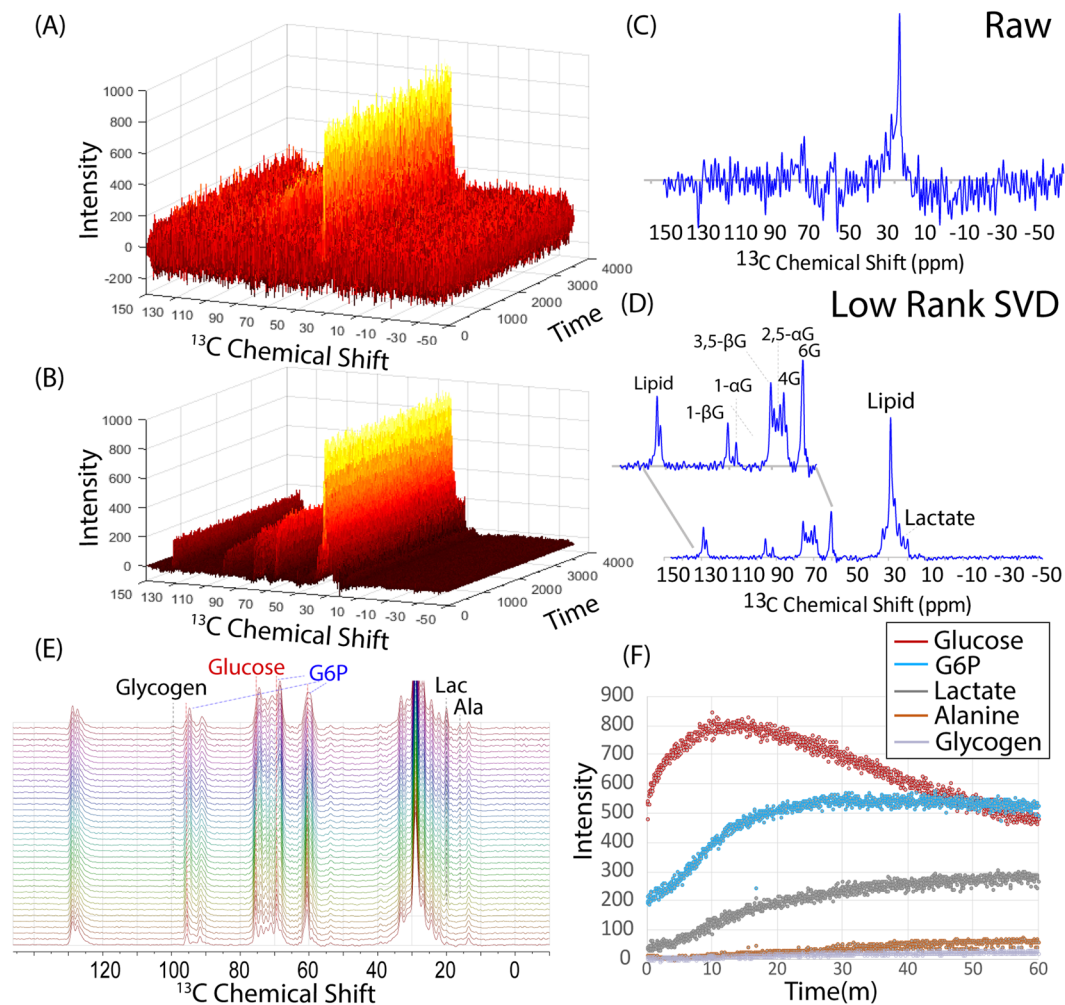 (A)
1000
800
600
400
200
0
-200
Intensity
150 130 110 90 70 50 30 10 -10 -30 -50
13C Chemical Shift
0 1000 2000 3000 4000
Time
(B)
1000
800
600
400
200
0
Intensity
150 130 110 90 70 50 30 10 -10 -30 -50
13C Chemical Shift
0 1000 2000 3000 4000
Time
(C)
Raw
150 130 110 90 70 50 30 10 -10 -30 -50
13C Chemical Shift (ppm)
(D)
Low Rank SVD
3,5-βG
2,5-αG
6G
Lipid
1-αG
4G
1-βG
Lipid
Lactate
150 130 110 90 70 50 30 10 -10 -30 -50
13C Chemical Shift (ppm)
(E)
Glucose
Glycogen
G6P
Lac
Ala
120 100 80 60 40 20 0
13C Chemical Shift
(F)
Glucose
G6P
Lactate
Alanine
Glycogen
900
800
700
600
500
400
300
200
100
0
Intensity
0 10 20 30 40 50 60
Time(m)